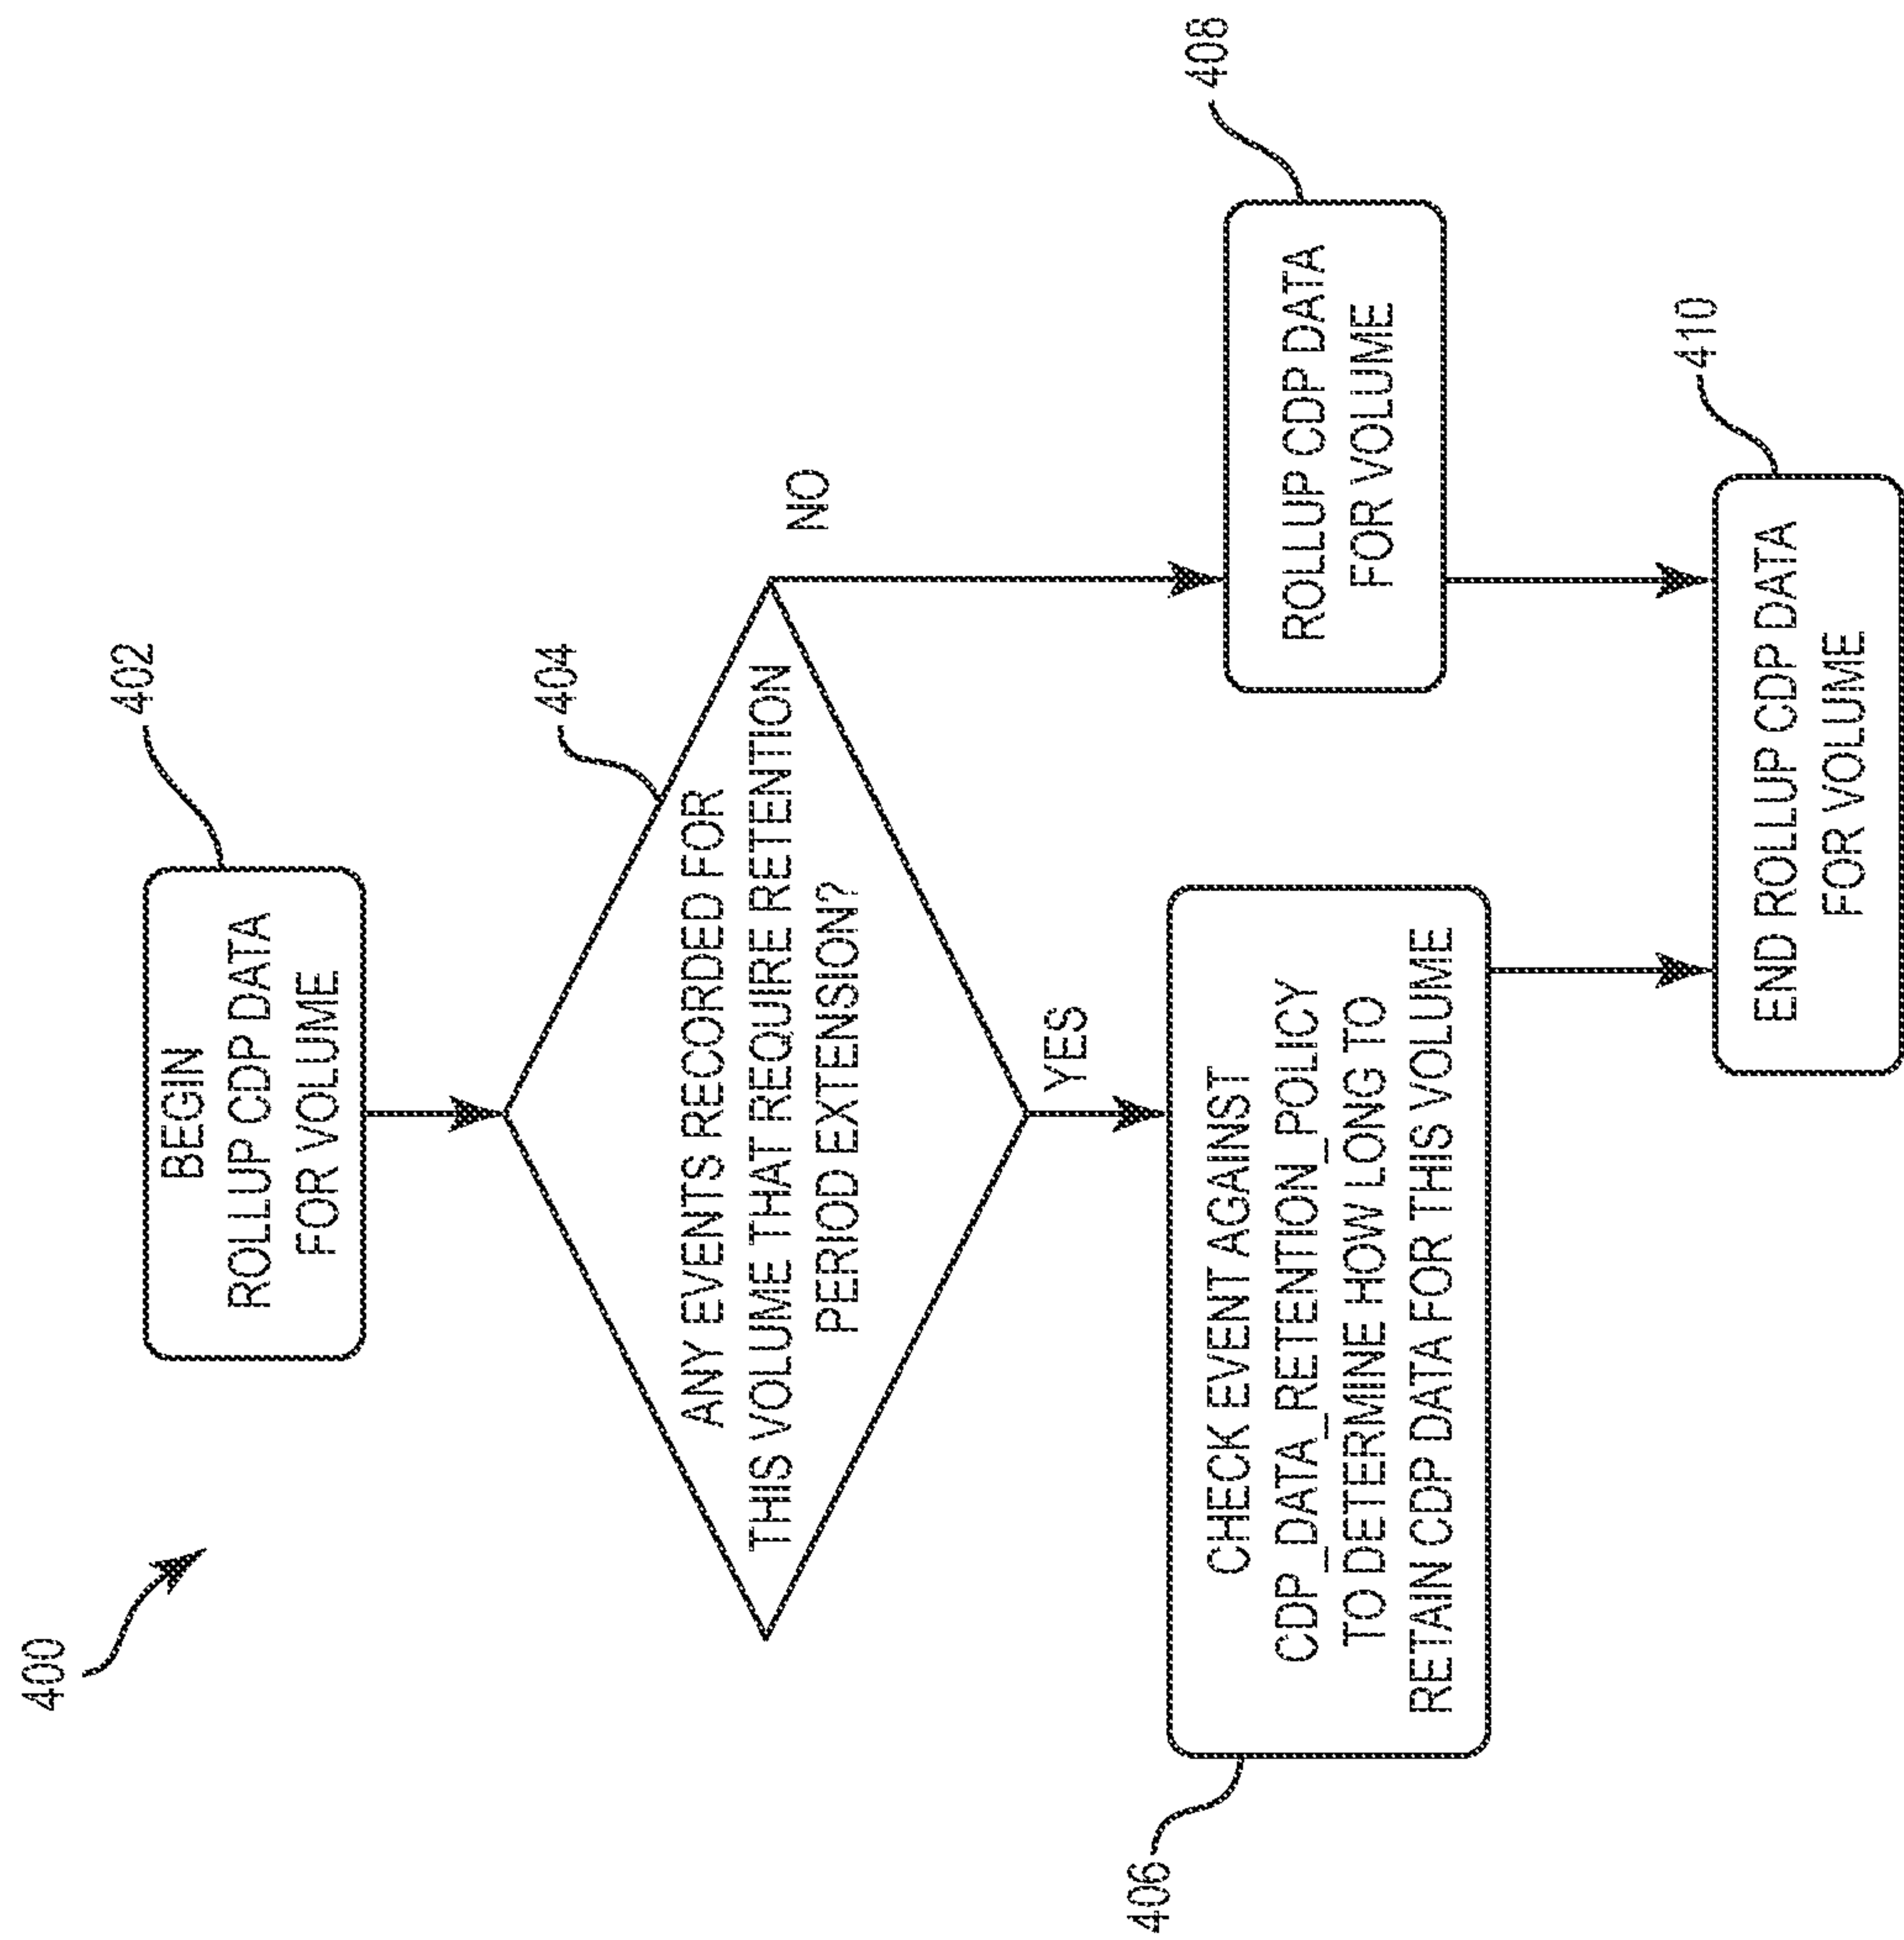 400
BEGIN
ROLLUP CDP DATA
FOR VOLUME
402
ANY EVENTS RECORDED FOR
THIS VOLUME THAT REQUIRE RETENTION
PERIOD EXTENSION?
404
YES
NO
CHECK EVENT AGAINST
CDP_DATA_RETENTION_POLICY
TO DETERMINE HOW LONG TO
RETAIN CDP DATA FOR THIS VOLUME
406
ROLLUP CDP DATA
FOR VOLUME
408
END ROLLUP CDP DATA
FOR VOLUME
410